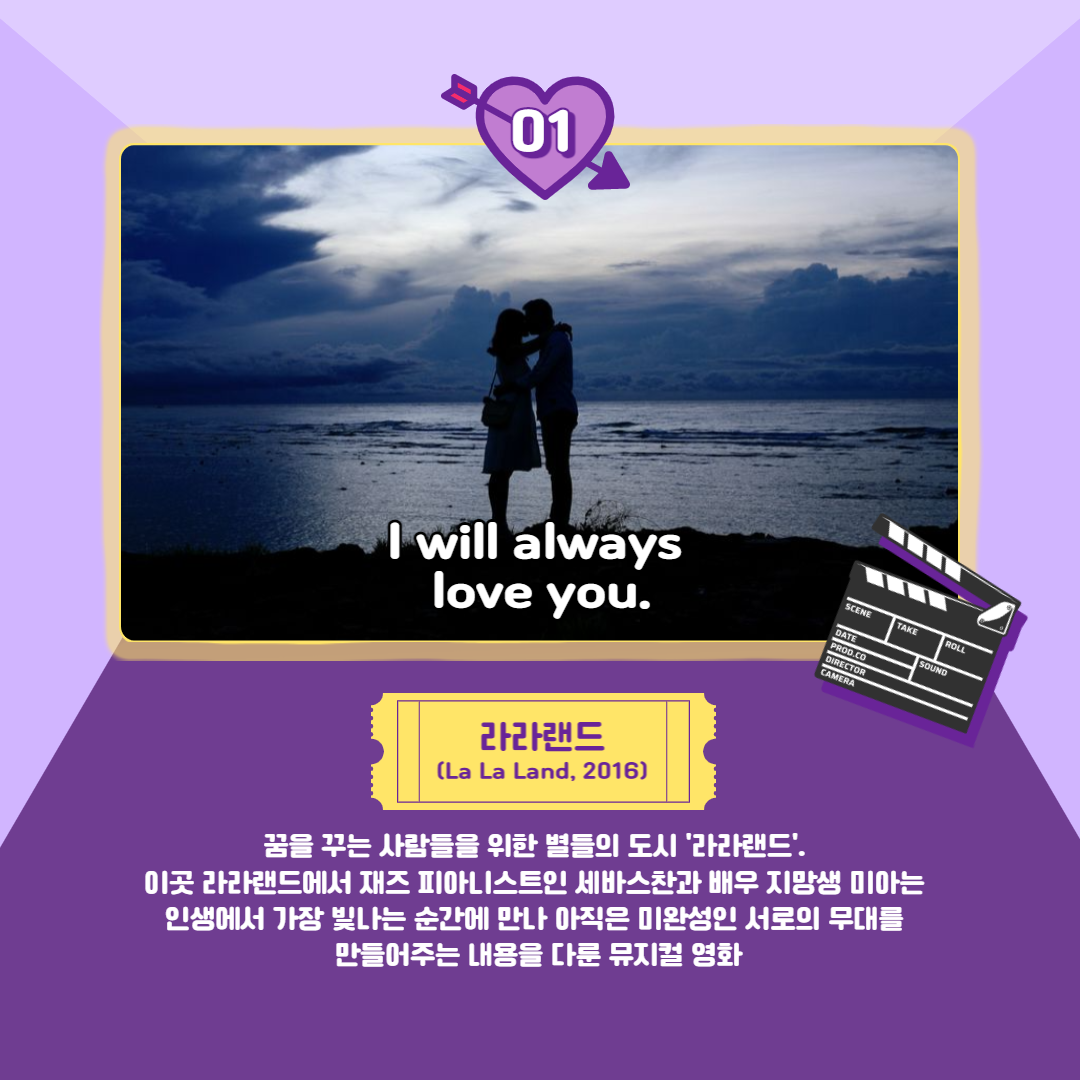 01
I will always
love you.
SCENE
TAKE
ROLL
DATE
PROD.CO
SOUND
DIRECTOR
CAMERA
라라랜드
(La La Land, 2016)
꿈을 꾸는 사람들을 위한 별들의 도시 '라라랜드'.
이곳 라라랜드에서 재즈 피아니스트인 세바스찬과 배우 지망생 미아는
인생에서 가장 빛나는 순간에 만나 아직은 미완성인 서로의 무대를
만들어주는 내용을 다룬 뮤지컬 영화